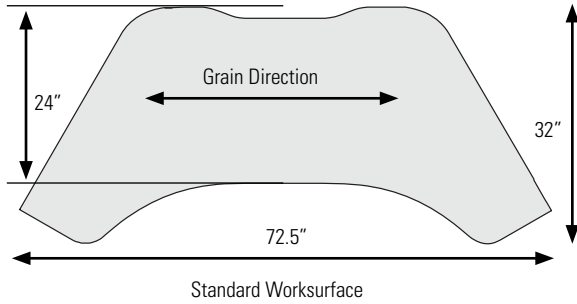 Grain Direction
24”
32”
72.5”
Standard Worksurface